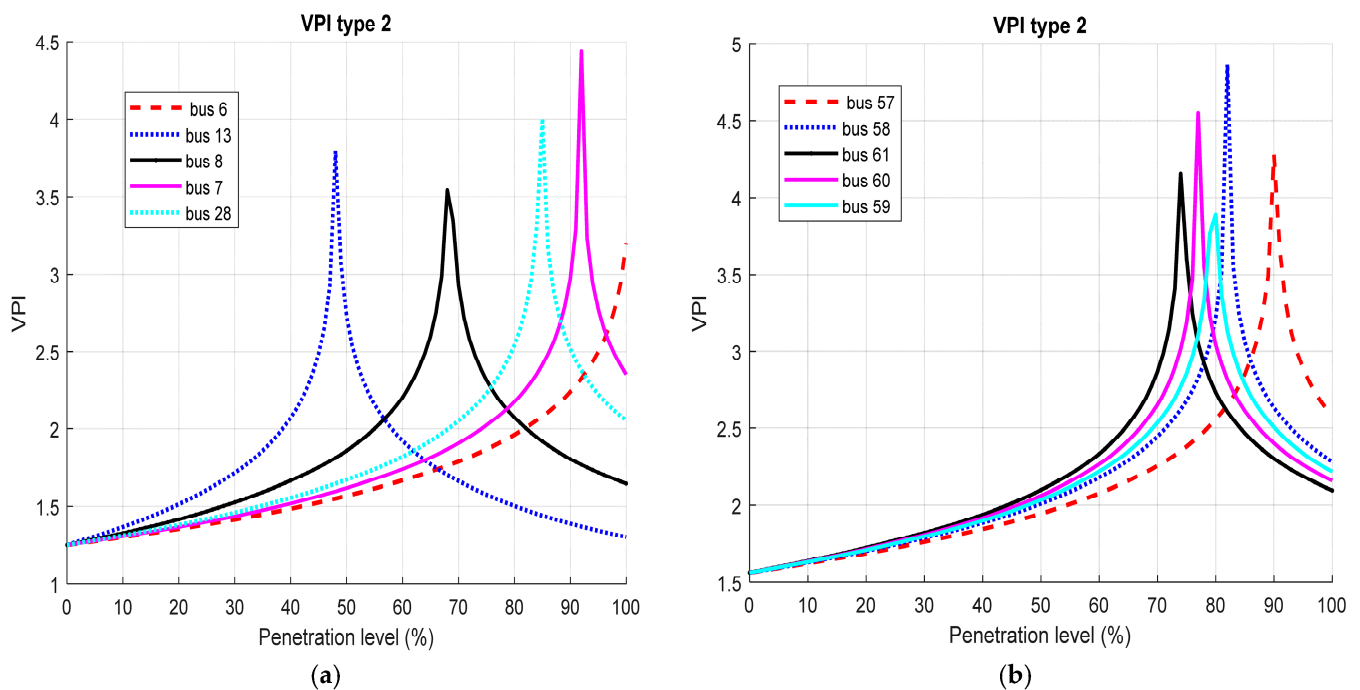 VPI type 2
4.5
4
3.5
3
2.5
2
1.5
1
VPI
bus 6
bus 13
bus 8
bus 7
bus 28
0 10 20 30 40 50 60 70 80 90 100
Penetration level (%)
(a)
VPI type 2
5
4.5
4
3.5
3
2.5
2
1.5
VPI
bus 57
bus 58
bus 61
bus 60
bus 59
0 10 20 30 40 50 60 70 80 90 100
Penetration level (%)
(b)